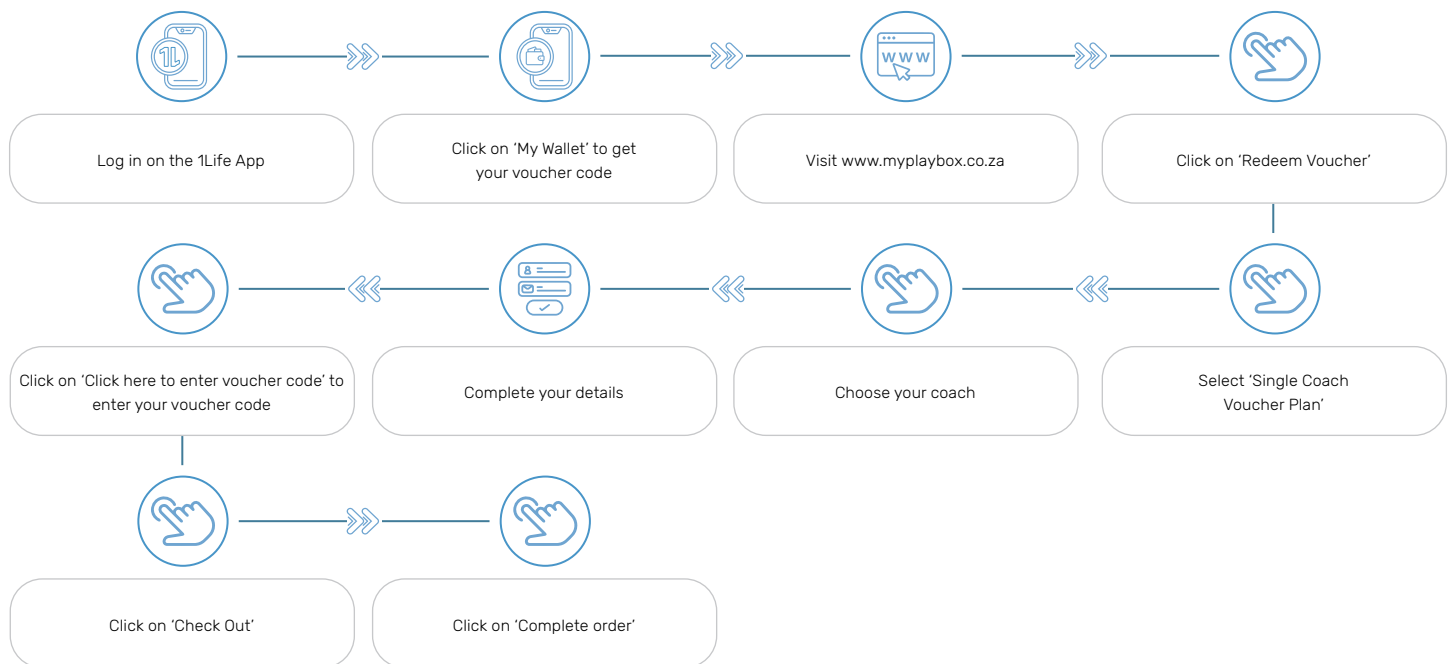 1L
Log in on the 1Life App
Click on ‘My Wallet’ to get
your voucher code
www
Visit www.myplaybox.co.za
Click on ‘Redeem Voucher’
Select ‘Single Coach
Voucher Plan’
Choose your coach
Complete your details
Click on ‘Click here to enter voucher code’ to
enter your voucher code
Click on ‘Check Out’
Click on ‘Complete order’